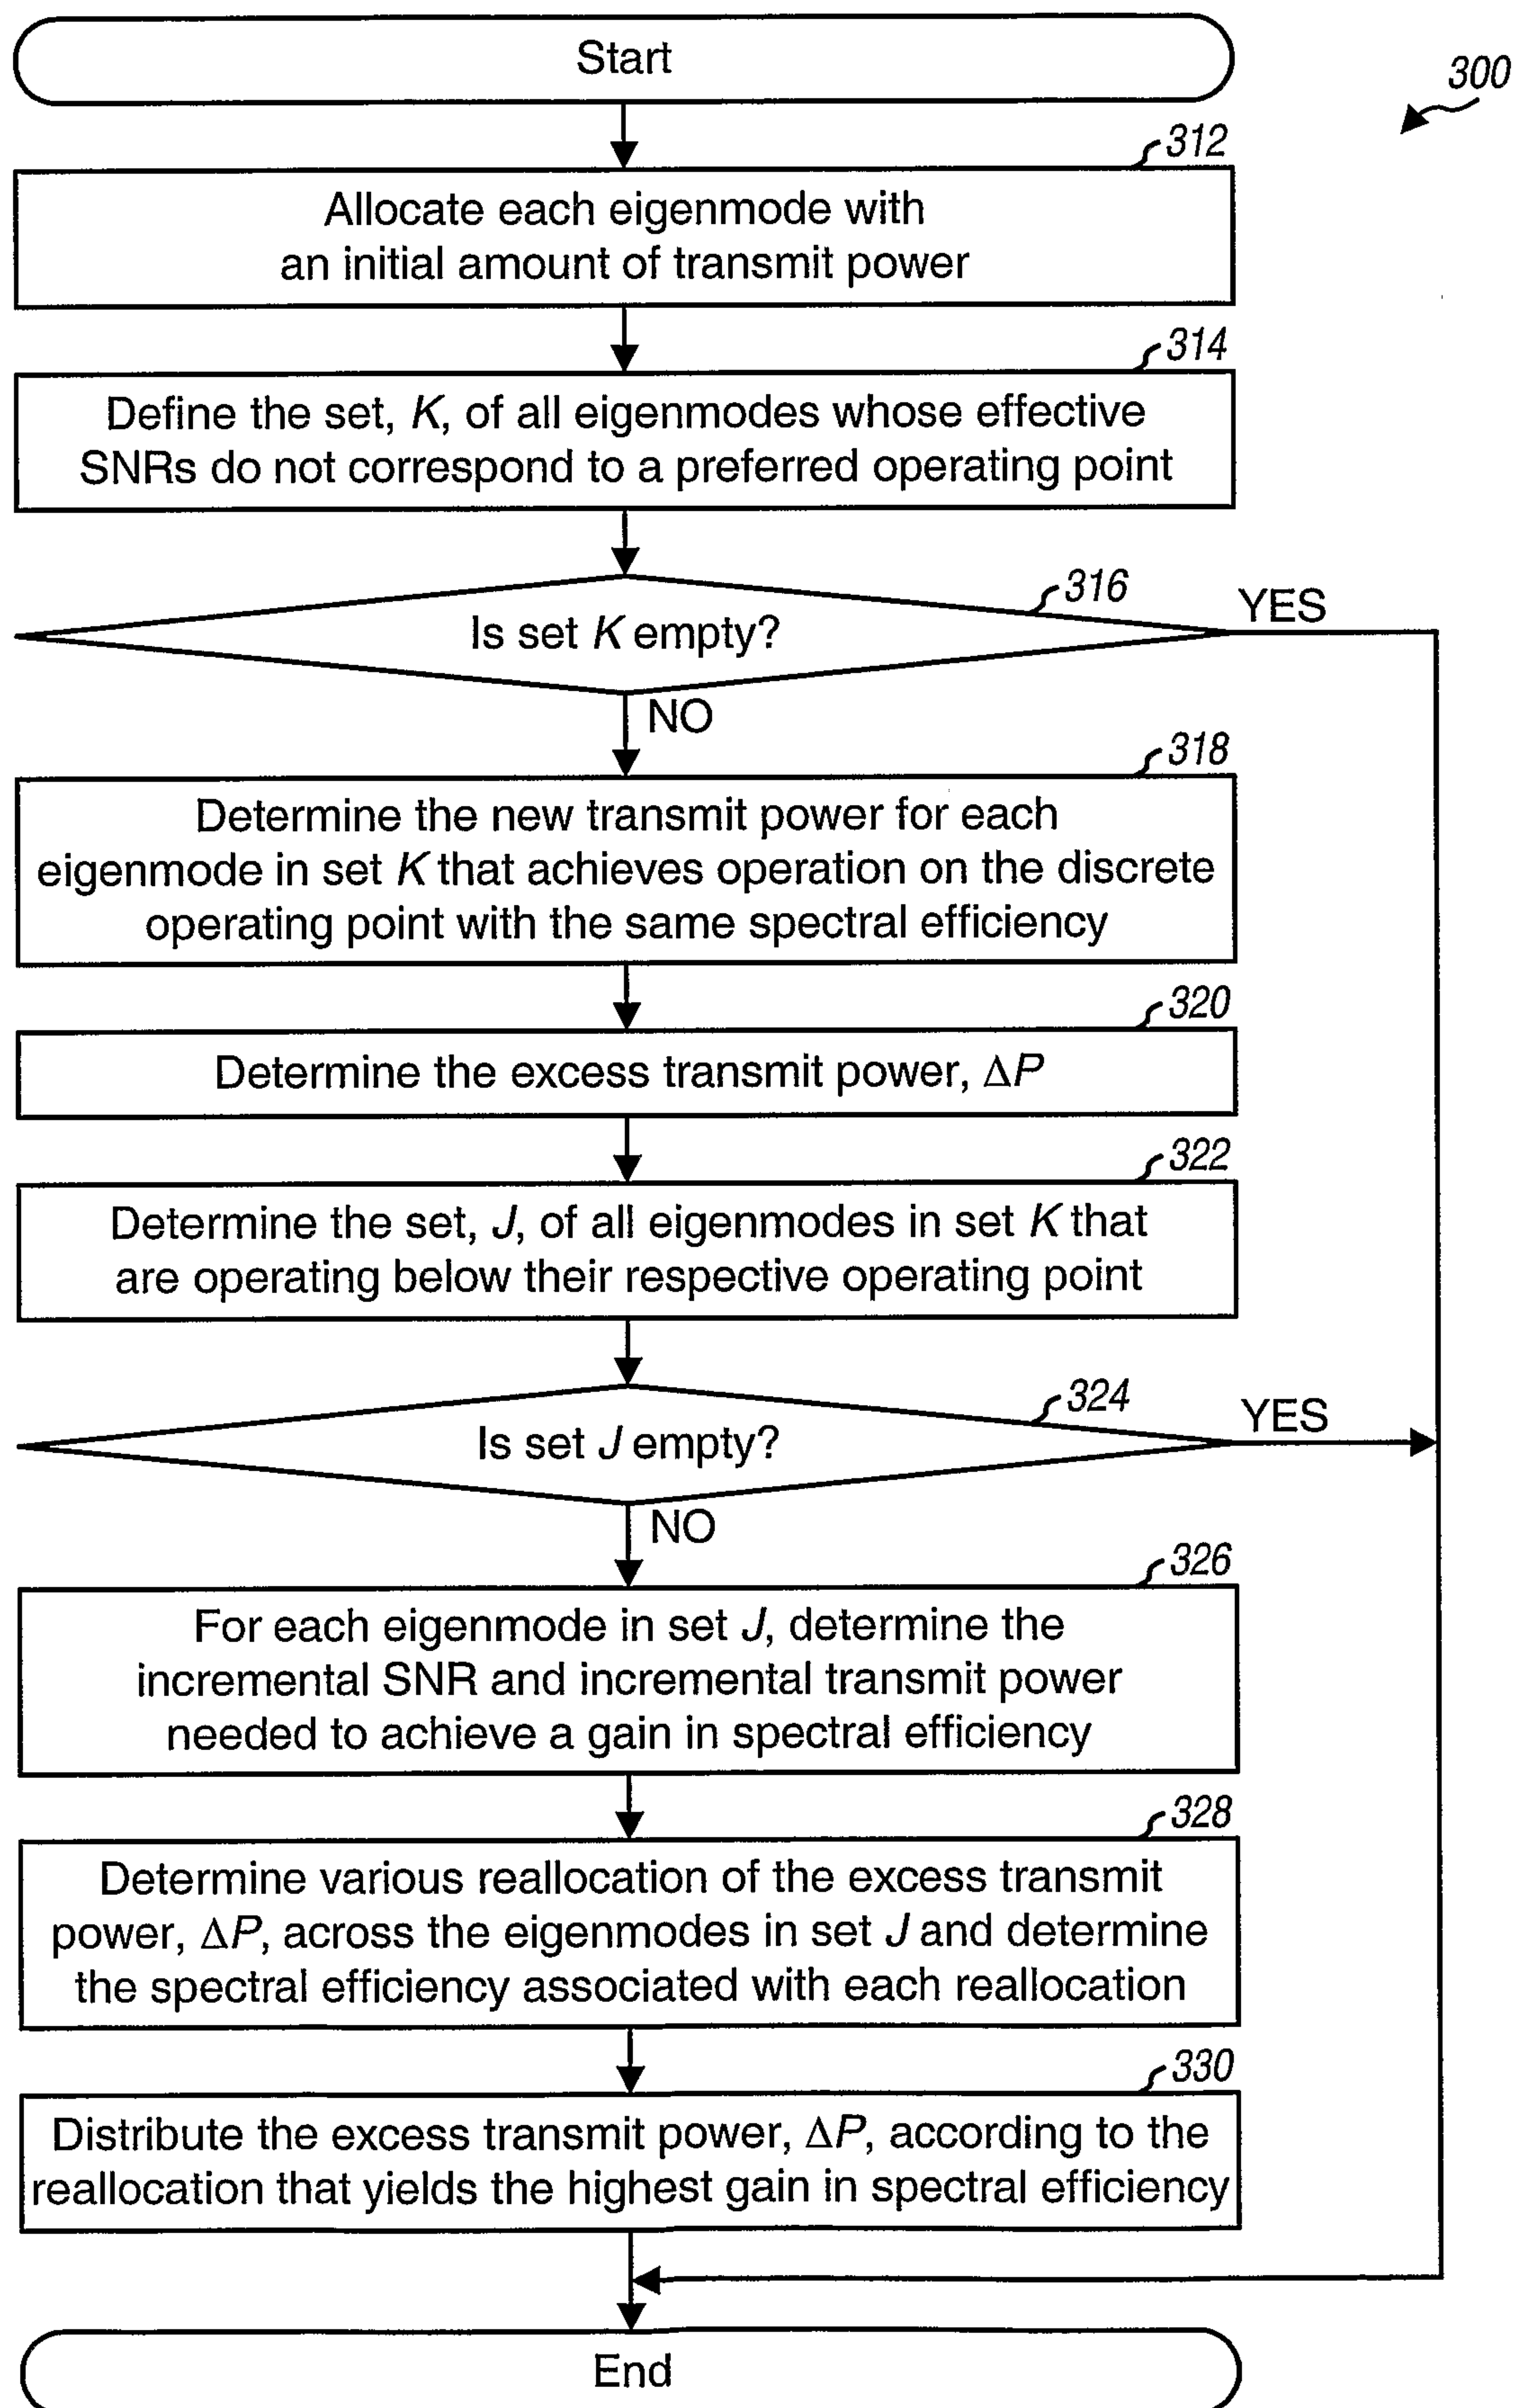 Start
300
312
Allocate each eigenmode with
an initial amount of transmit power
314
Define the set, K, of all eigenmodes whose effective
SNRs do not correspond to a preferred operating point
316
YES
Is set K empty?
NO
318
Determine the new transmit power for each
eigenmode in set K that achieves operation on the discrete
operating point with the same spectral efficiency
320
Determine the excess transmit power, ΔP
322
Determine the set, J, of all eigenmodes in set K that
are operating below their respective operating point
324
YES
Is set J empty?
NO
326
For each eigenmode in set J, determine the
incremental SNR and incremental transmit power
needed to achieve a gain in spectral efficiency
328
Determine various reallocation of the excess transmit
power, ΔP, across the eigenmodes in set J and determine
the spectral efficiency associated with each reallocation
330
Distribute the excess transmit power, ΔP, according to the
reallocation that yields the highest gain in spectral efficiency
End